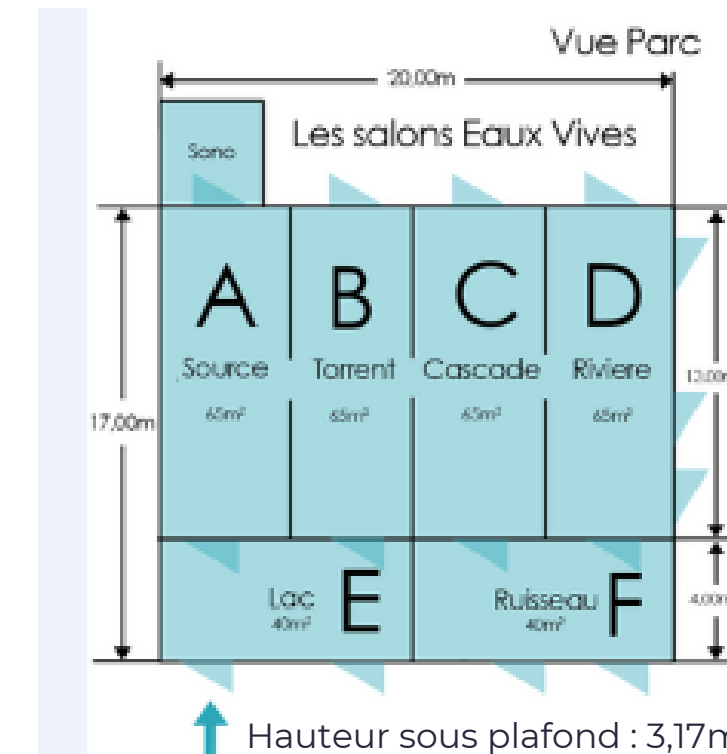 Vue Parc
20,00m
Sono
Les salons Eaux Vives
A
B
C
D
Source
Torrent
Cascade
Riviere
65m²
65m²
65m²
65m²
17,00m
13,00m
Lac
E
40m²
Ruisseau
F
40m²
4,00m
Hauteur sous plafond : 3,17m